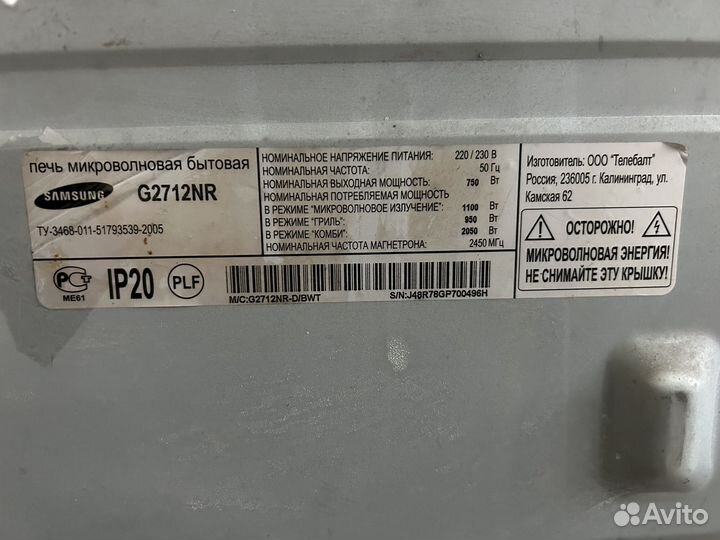 печь микроволновая бытовая
SAMSUNG G2712NR
ТУ-3468-011-51793539-2005
НОМИНАЛЬНОЕ НАПРЯЖЕНИЕ ПИТАНИЯ: 220 / 230 В
НОМИНАЛЬНАЯ ЧАСТОТА: 50 Гц
НОМИНАЛЬНАЯ ВЫХОДНАЯ МОЩНОСТЬ: 750 Вт
НОМИНАЛЬНАЯ ПОТРЕБЛЯЕМАЯ МОЩНОСТЬ
В РЕЖИМЕ "МИКРОВОЛНОВОЕ ИЗЛУЧЕНИЕ": 1100 Вт
В РЕЖИМЕ "ГРИЛЬ": 950 Вт
В РЕЖИМЕ "КОМБИ": 2050 Вт
НОМИНАЛЬНАЯ ЧАСТОТА МАГНЕТРОНА: 2450 МГц
Изготовитель: ООО "Телебалт"
Россия, 236005 г. Калининград, ул.
Камская 62
ОСТОРОЖНО!
МИКРОВОЛНОВАЯ ЭНЕРГИЯ!
НЕ СНИМАЙТЕ ЭТУ КРЫШКУ!
РСТ
ME61
IP20
PLF
M/C:G2712NR-D/BWT S/N:J48R78GP700496H
Avito